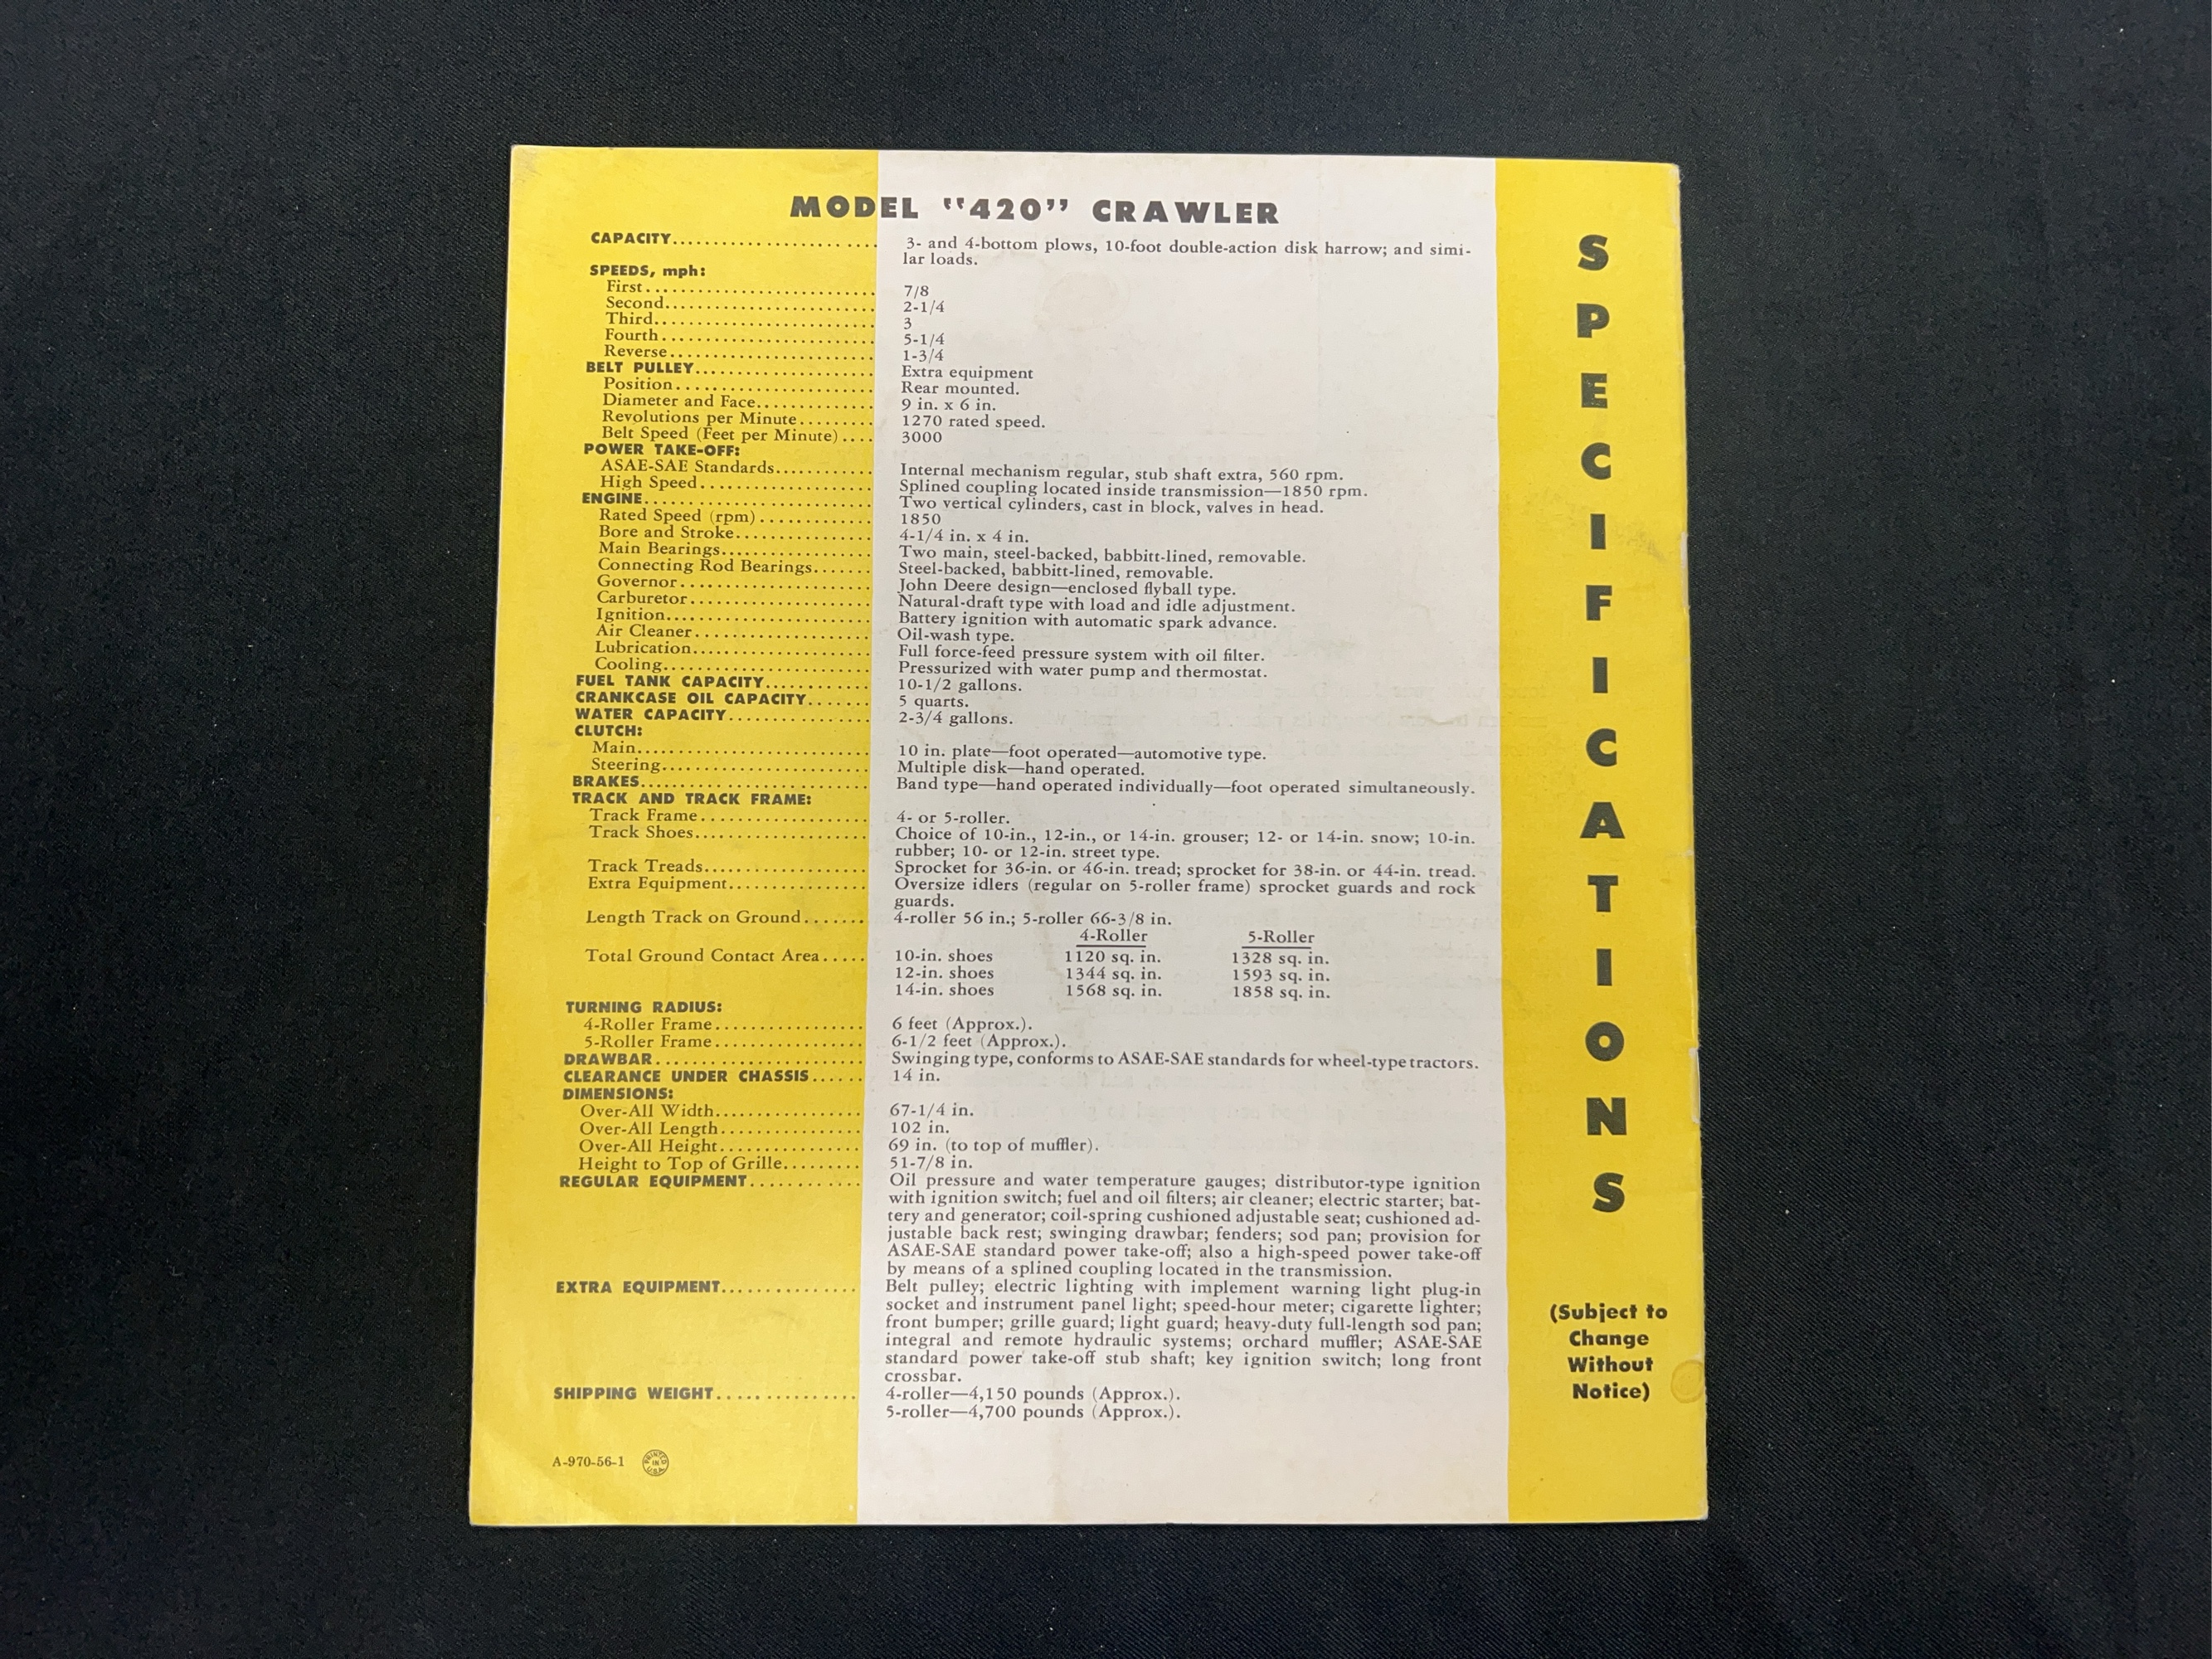 MODEL "420" CRAWLER
CAPACITY........................ 3- and 4-bottom plows, 10-foot double-action disk harrow; and simi-
lar loads.
SPEEDS, mph:
First........................ 7/8
Second........................ 2-1/4
Third........................ 3
Fourth........................ 5-1/4
Reverse........................ 1-3/4
BELT PULLEY........................ Extra equipment
Position........................ Rear mounted.
Diameter and Face............. 9 in. x 6 in.
Revolutions per Minute......... 1270 rated speed.
Belt Speed (Feet per Minute).... 3000
POWER TAKE-OFF:
ASAE-SAE Standards............ Internal mechanism regular, stub shaft extra, 560 rpm.
High Speed.................... Splined coupling located inside transmission—1850 rpm.
ENGINE........................ Two vertical cylinders, cast in block, valves in head.
Rated Speed (rpm)............. 1850
Bore and Stroke............... 4-1/4 in. x 4 in.
Main Bearings................. Two main, steel-backed, babbitt-lined, removable.
Connecting Rod Bearings....... Steel-backed, babbitt-lined, removable.
Governor...................... John Deere design—enclosed flyball type.
Carburetor.................... Natural-draft type with load and idle adjustment.
Ignition...................... Battery ignition with automatic spark advance.
Air Cleaner................... Oil-wash type.
Lubrication................... Full force-feed pressure system with oil filter.
Cooling....................... Pressurized with water pump and thermostat.
FUEL TANK CAPACITY............ 10-1/2 gallons.
CRANKCASE OIL CAPACITY....... 5 quarts.
WATER CAPACITY................ 2-3/4 gallons.
CLUTCH:
Main.......................... 10 in. plate—foot operated—automotive type.
Steering...................... Multiple disk—hand operated.
BRAKES........................ Band type—hand operated individually—foot operated simultaneously.
TRACK AND TRACK FRAME:
Track Frame................... 4- or 5-roller.
Track Shoes................... Choice of 10-in., 12-in., or 14-in. grouser; 12- or 14-in. snow; 10-in.
rubber; 10- or 12-in. street type.
Track Treads.................. Sprocket for 36-in. or 46-in. tread; sprocket for 38-in. or 44-in. tread.
Extra Equipment............... Oversize idlers (regular on 5-roller frame) sprocket guards and rock
guards.
Length Track on Ground....... 4-roller 56 in.; 5-roller 66-3/8 in.
4-Roller 5-Roller
Total Ground Contact Area..... 10-in. shoes 1120 sq. in. 1328 sq. in.
12-in. shoes 1344 sq. in. 1593 sq. in.
14-in. shoes 1568 sq. in. 1858 sq. in.
TURNING RADIUS:
4-Roller Frame................. 6 feet (Approx.).
5-Roller Frame................. 6-1/2 feet (Approx.).
DRAWBAR........................ Swinging type, conforms to ASAE-SAE standards for wheel-type tractors.
CLEARANCE UNDER CHASSIS...... 14 in.
DIMENSIONS:
Over-All Width................. 67-1/4 in.
Over-All Length................ 102 in.
Over-All Height................ 69 in. (to top of muffler).
Height to Top of Grille......... 51-7/8 in.
REGULAR EQUIPMENT............. Oil pressure and water temperature gauges; distributor-type ignition
with ignition switch; fuel and oil filters; air cleaner; electric starter; bat-
tery and generator; coil-spring cushioned adjustable seat; cushioned ad-
justable back rest; swinging drawbar; fenders; sod pan; provision for
ASAE-SAE standard power take-off; also a high-speed power take-off
by means of a splined coupling located in the transmission.
EXTRA EQUIPMENT............... Belt pulley; electric lighting with implement warning light plug-in
socket and instrument panel light; speed-hour meter; cigarette lighter;
front bumper; grille guard; light guard; heavy-duty full-length sod pan;
integral and remote hydraulic systems; orchard muffler; ASAE-SAE
standard power take-off stub shaft; key ignition switch; long front
crossbar.
SHIPPING WEIGHT................ 4-roller—4,150 pounds (Approx.).
5-roller—4,700 pounds (Approx.).
A-970-56-1 PRINTED IN U.S.A.
SPECIFICATIONS
(Subject to
Change
Without
Notice)